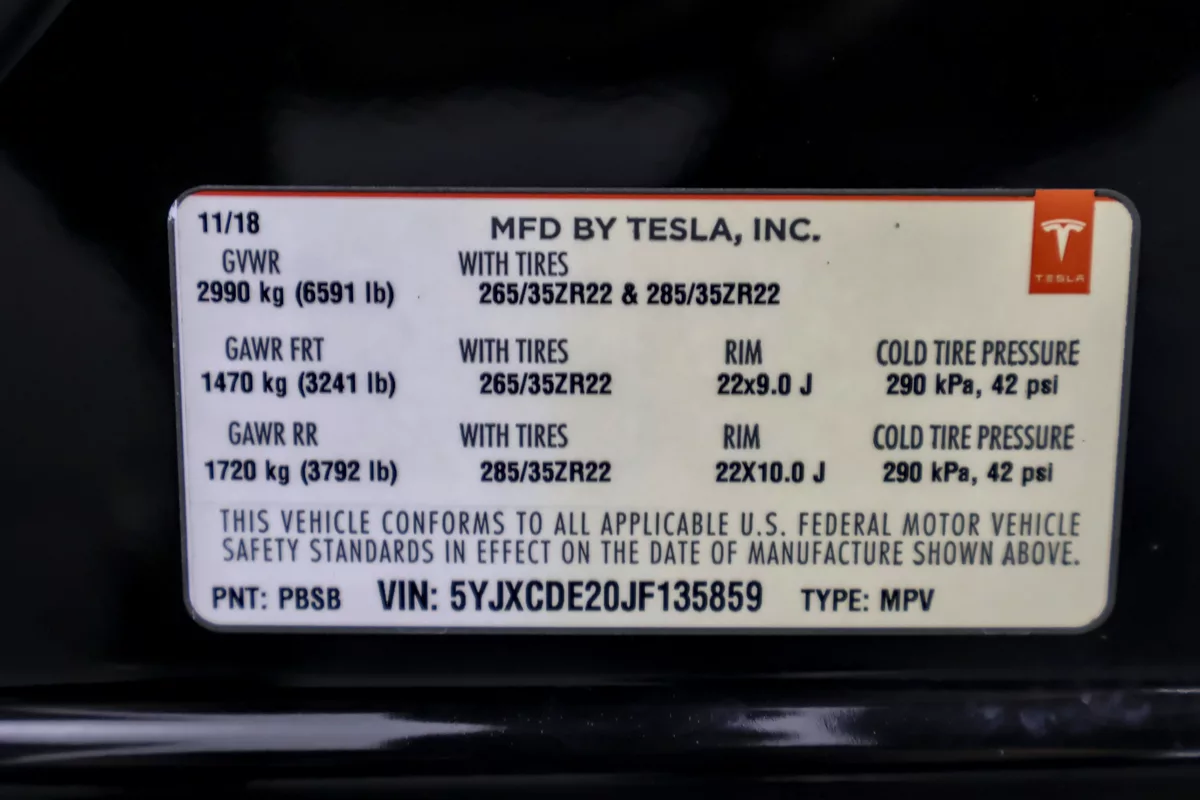 11/18 MFD BY TESLA, INC.
GVWR WITH TIRES
2990 kg (6591 lb) 265/35ZR22 & 285/35ZR22
TESLA
GAWR FRT WITH TIRES RIM COLD TIRE PRESSURE
1470 kg (3241 lb) 265/35ZR22 22x9.0 J 290 kPa, 42 psi
GAWR RR WITH TIRES RIM COLD TIRE PRESSURE
1720 kg (3792 lb) 285/35ZR22 22X10.0 J 290 kPa, 42 psi
THIS VEHICLE CONFORMS TO ALL APPLICABLE U.S. FEDERAL MOTOR VEHICLE
SAFETY STANDARDS IN EFFECT ON THE DATE OF MANUFACTURE SHOWN ABOVE.
PNT: PBSB VIN: 5YJXCDE20JF135859 TYPE: MPV